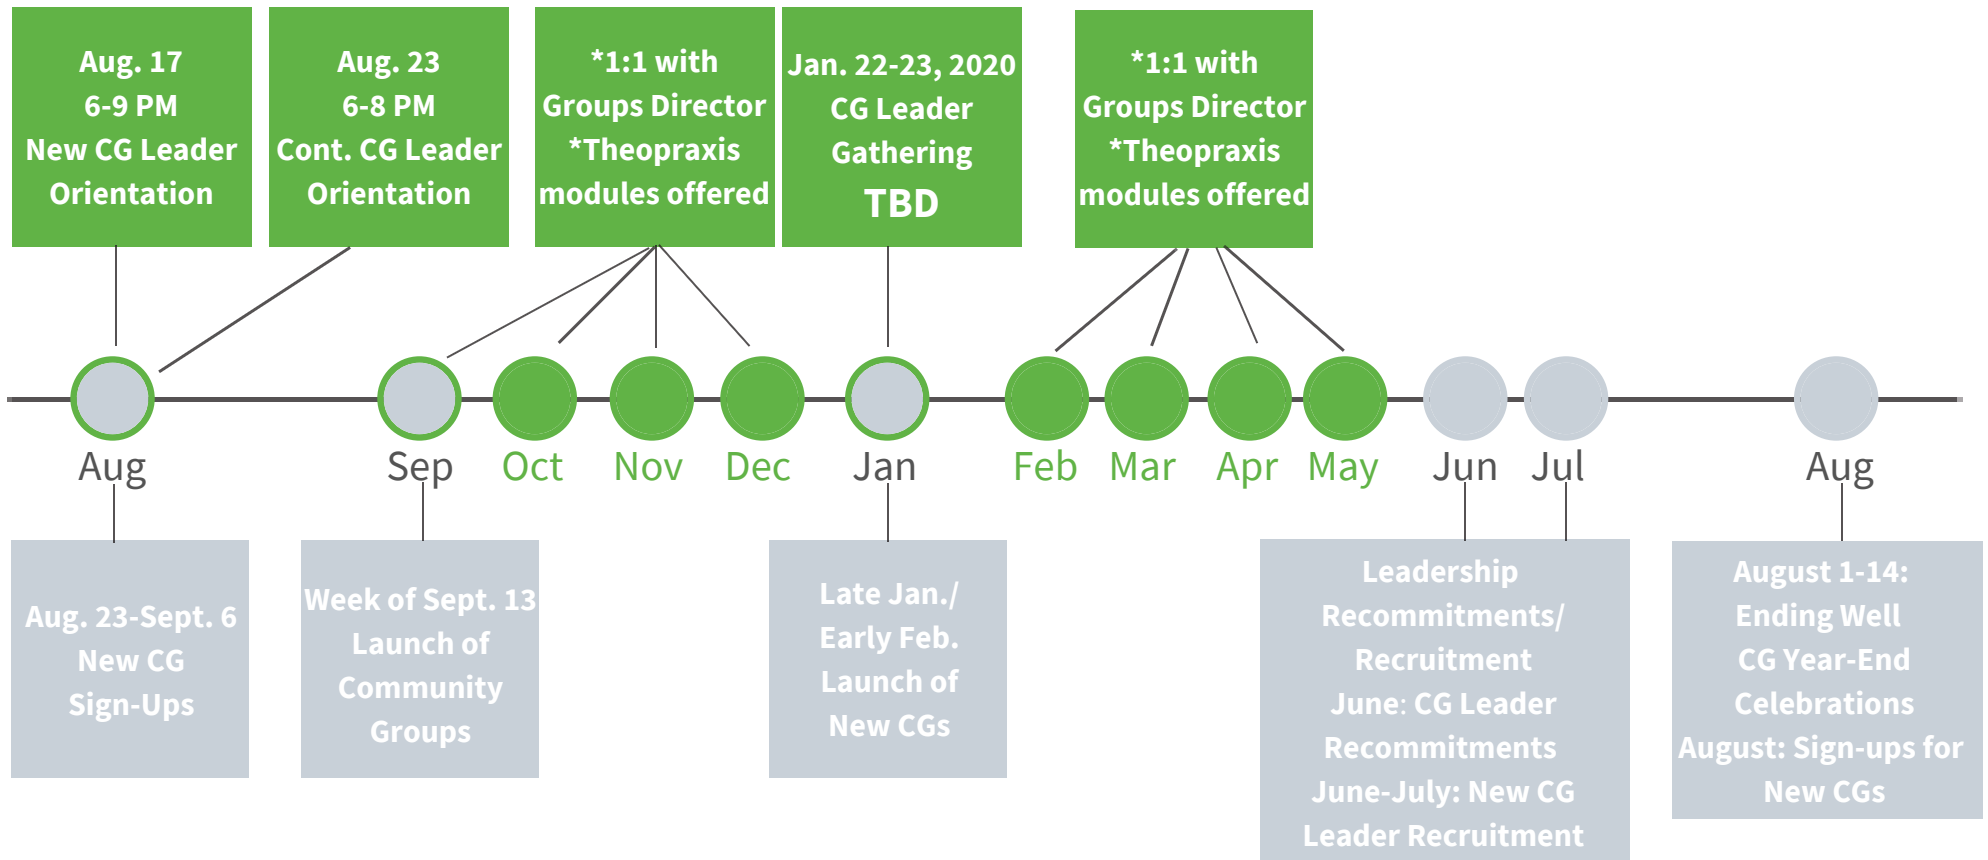 Aug. 17
6-9 PM
New CG Leader
Orientation
Aug. 23
6-8 PM
Cont. CG Leader
Orientation
*1:1 with
Groups Director
*Theopraxis
modules offered
Jan. 22-23, 2020
CG Leader
Gathering
TBD
*1:1 with
Groups Director
*Theopraxis
modules offered
Aug
Sep
Oct
Nov
Dec
Jan
Feb
Mar
Apr
May
Jun
Jul
Aug
Aug. 23-Sept. 6
New CG
Sign-Ups
Week of Sept. 13
Launch of
Community
Groups
Late Jan./
Early Feb.
Launch of
New CGs
Leadership
Recommitments/
Recruitment
June: CG Leader
Recommitments
June-July: New CG
Leader Recruitment
August 1-14:
Ending Well
CG Year-End
Celebrations
August: Sign-ups for
New CGs